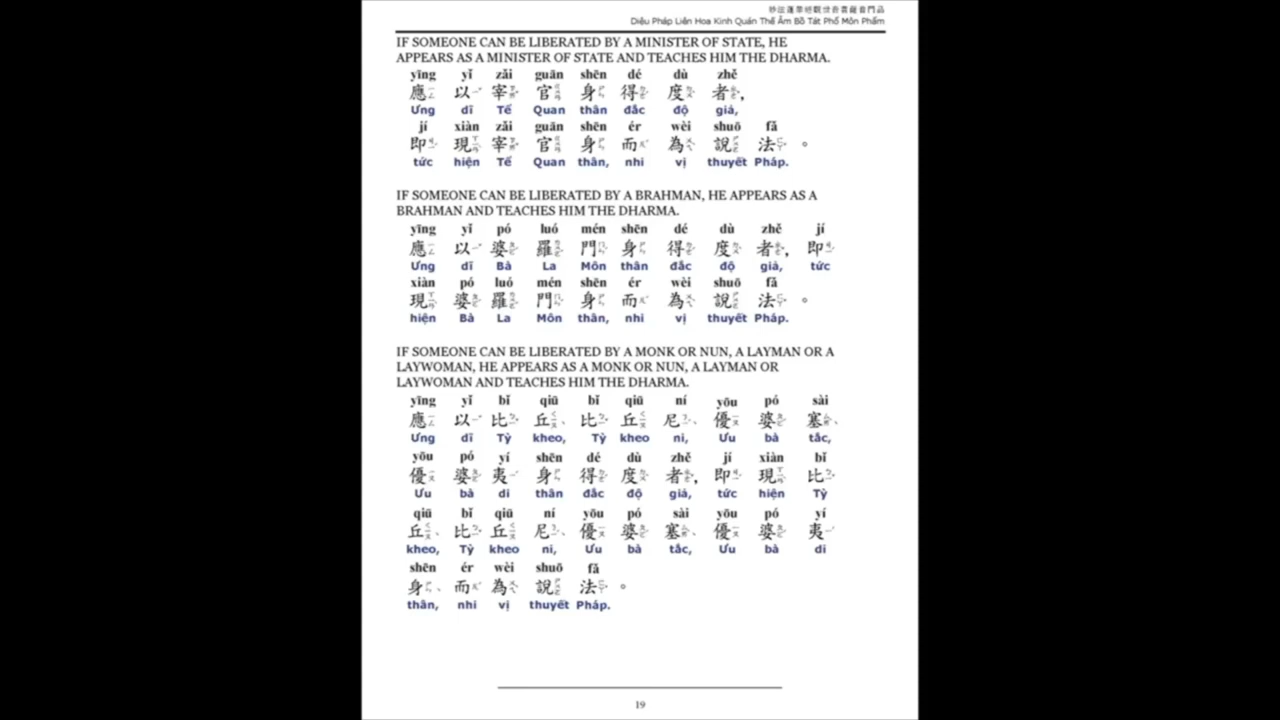 妙法蓮華經觀世音菩薩普門品
Diệu Pháp Liên Hoa Kinh Quán Thế Âm Bồ Tát Phổ Môn Phẩm
IF SOMEONE CAN BE LIBERATED BY A MINISTER OF STATE, HE
APPEARS AS A MINISTER OF STATE AND TEACHES HIM THE DHARMA.
yīng yǐ zǎi guān shēn dé dù zhě
應 以 宰 官 身 得 度 者,
Ưng dĩ Tể Quan thân đắc độ giả,
jí xiàn zǎi guān shēn ér wèi shuō fǎ
即 現 宰 官 身 而 為 說 法 。
tức hiện Tể Quan thân, nhi vị thuyết Pháp.
IF SOMEONE CAN BE LIBERATED BY A BRAHMAN, HE APPEARS AS A
BRAHMAN AND TEACHES HIM THE DHARMA.
yīng yǐ pó luó mén shēn dé dù zhě jí
應 以 婆 羅 門 身 得 度 者, 即
Ưng dĩ Bà La Môn thân đắc độ giả, tức
xiàn pó luó mén shēn ér wèi shuō fǎ
現 婆 羅 門 身 而 為 說 法 。
hiện Bà La Môn thân, nhi vị thuyết Pháp.
IF SOMEONE CAN BE LIBERATED BY A MONK OR NUN, A LAYMAN OR A
LAYWOMAN, HE APPEARS AS A MONK OR NUN, A LAYMAN OR
LAYWOMAN AND TEACHES HIM THE DHARMA.
yīng yǐ bǐ qiū bǐ qiū ní yōu pó sài
應 以 比 丘、 比 丘 尼、 優 婆 塞、
Ưng dĩ Tỳ kheo, Tỳ kheo ni, Ưu bà tắc,
yōu pó yí shēn dé dù zhě jí xiàn bǐ
優 婆 夷 身 得 度 者, 即 現 比
Ưu bà di thân đắc độ giả, tức hiện Tỳ
qiū bǐ qiū ní yōu pó sài yōu pó yí
丘、 比 丘 尼、 優 婆 塞、 優 婆 夷
kheo, Tỳ kheo ni, Ưu bà tắc, Ưu bà di
shēn ér wèi shuō fǎ
身、 而 為 說 法 。
thân, nhi vị thuyết Pháp.
19